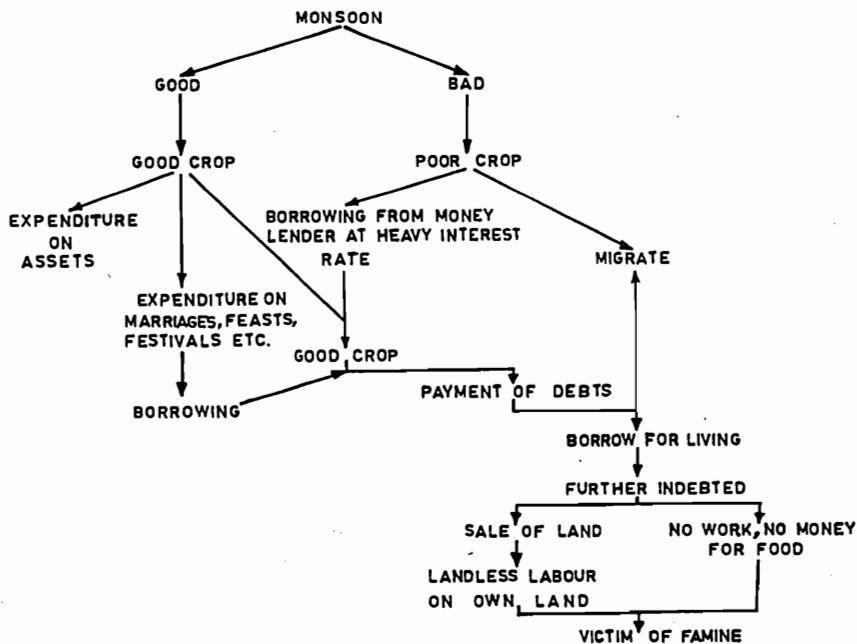 MONSOON
GOOD
BAD
GOOD CROP
POOR CROP
EXPENDITURE
ON
ASSETS
BORROWING FROM MONEY
LENDER AT HEAVY INTEREST
RATE
MIGRATE
EXPENDITURE ON
MARRIAGES, FEASTS,
FESTIVALS ETC.
GOOD CROP
BORROWING
PAYMENT OF DEBTS
BORROW FOR LIVING
FURTHER INDEBTED
SALE OF LAND
NO WORK, NO MONEY
FOR FOOD
LANDLESS LABOUR
ON OWN LAND
VICTIM OF FAMINE